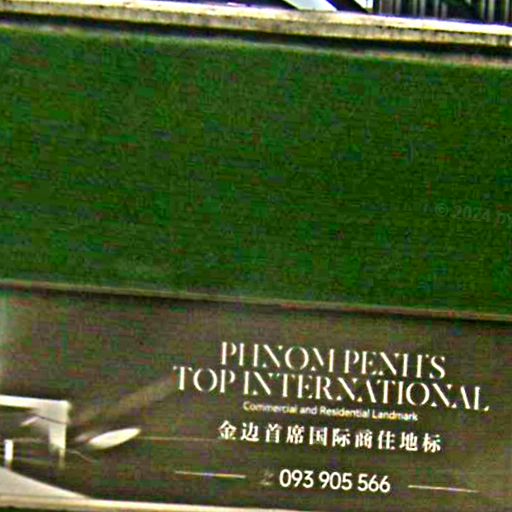 © 2024
PHNOM PENH'S
TOP INTERNATIONAL
Commercial and Residential Landmark
金边首席国际商住地标
093 905 566